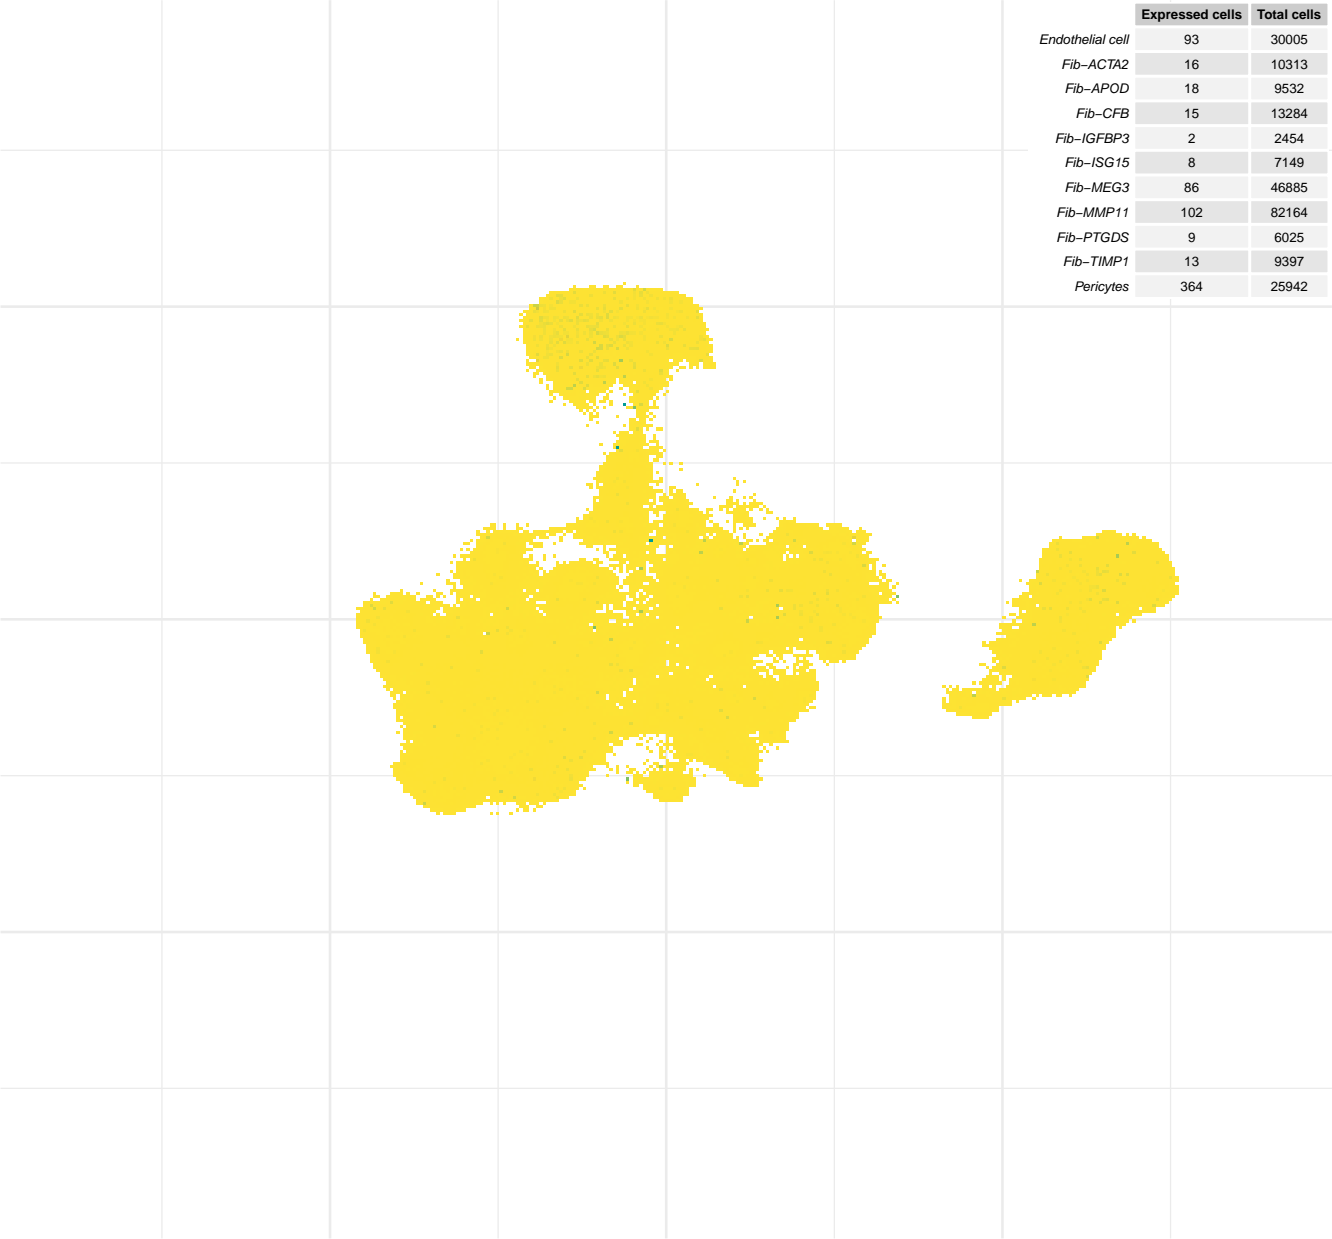 Expressed cells Total cells
Endothelial cell 93 30005
Fib−ACTA2 16 10313
Fib−APOD 18 9532
Fib−CFB 15 13284
Fib−IGFBP3 2 2454
Fib−ISG15 8 7149
Fib−MEG3 86 46885
Fib−MMP11 102 82164
Fib−PTGDS 9 6025
Fib−TIMP1 13 9397
Pericytes 364 25942